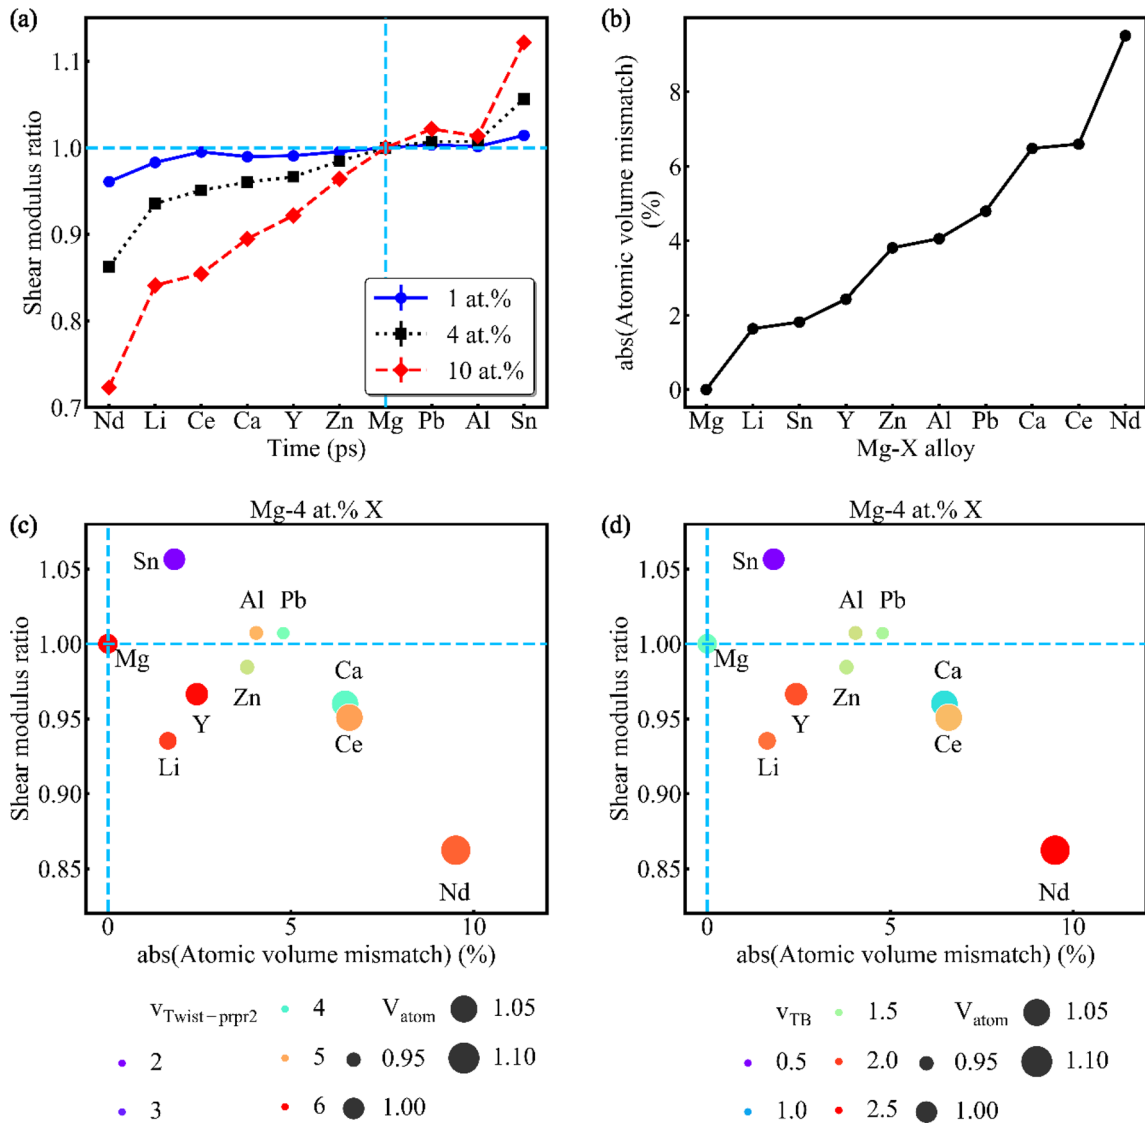 (a)
Shear modulus ratio
1.1
1.0
0.9
0.8
0.7
1 at.%
4 at.%
10 at.%
Nd Li Ce Ca Y Zn Mg Pb Al Sn
Time (ps)
(b)
abs(Atomic volume mismatch)
(%)
8
6
4
2
0
Mg Li Sn Y Zn Al Pb Ca Ce Nd
Mg-X alloy
(c)
Mg-4 at.% X
Shear modulus ratio
1.05
1.00
0.95
0.90
0.85
Sn
Al Pb
Mg
Zn
Ca
Y
Ce
Li
Nd
0 5 10
abs(Atomic volume mismatch) (%)
vTwist−prpr2
2
3
4
5
6
Vatom
0.95
1.00
1.05
1.10
(d)
Mg-4 at.% X
Shear modulus ratio
1.05
1.00
0.95
0.90
0.85
Sn
Al Pb
Mg
Zn
Ca
Y
Ce
Li
Nd
0 5 10
abs(Atomic volume mismatch) (%)
vTB
0.5
1.0
1.5
2.0
2.5
Vatom
0.95
1.00
1.05
1.10